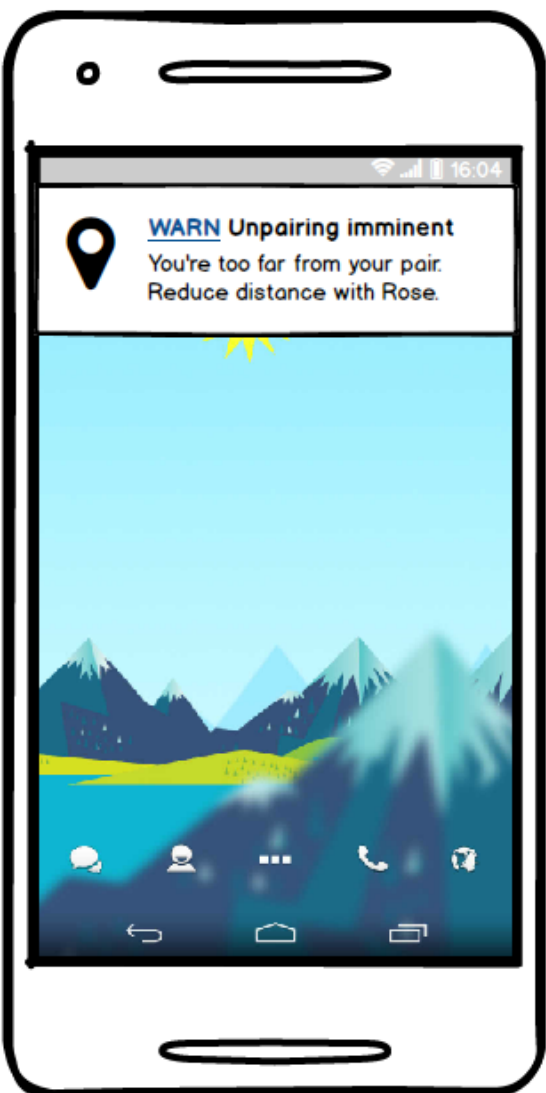 16:04
WARN Unpairing imminent
You're too far from your pair.
Reduce distance with Rose.